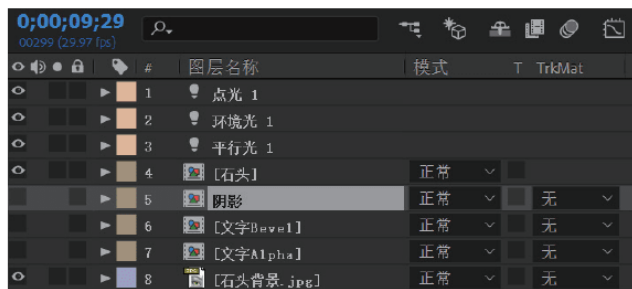 0;00;09;29
00299 (29.97 fps)
# 图层名称 模式 T TrkMat
1 点光 1
2 环境光 1
3 平行光 1
4 [石头] 正常
5 阴影 正常 无
6 [文字Bevel] 正常 无
7 [文字Alpha] 正常 无
8 [石头背景.jpg] 正常 无